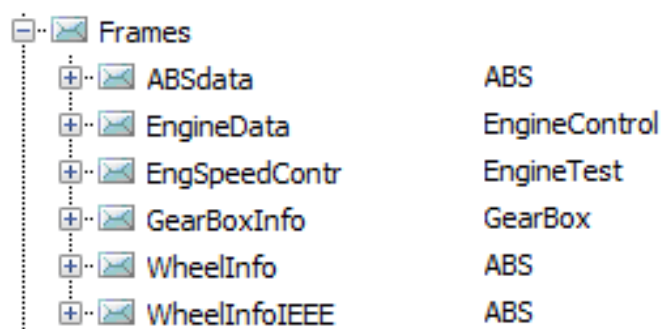 Frames
ABSdata ABS
EngineData EngineControl
EngSpeedContr EngineTest
GearBoxInfo GearBox
WheelInfo ABS
WheelInfoIEEE ABS